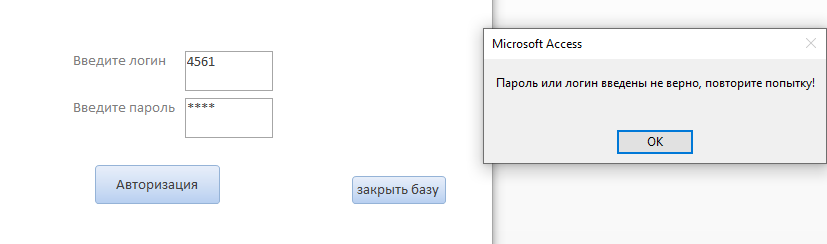 Введите логин
4561
Введите пароль
****
Авторизация
закрыть базу
Microsoft Access
Пароль или логин введены не верно, повторите попытку!
OK